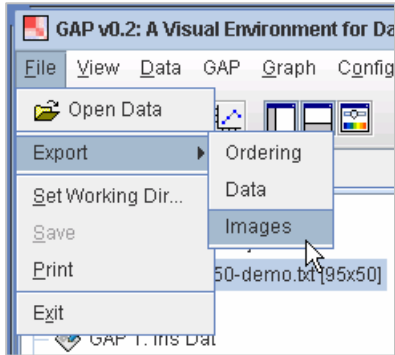 GAP v0.2: A Visual Environment for Da
File View Data GAP Graph Config
Open Data
Export
Ordering
Data
Images
Set Working Dir...
Save
Print
50-demo.txt [95x50]
Exit
GAP 1: Iris Dat